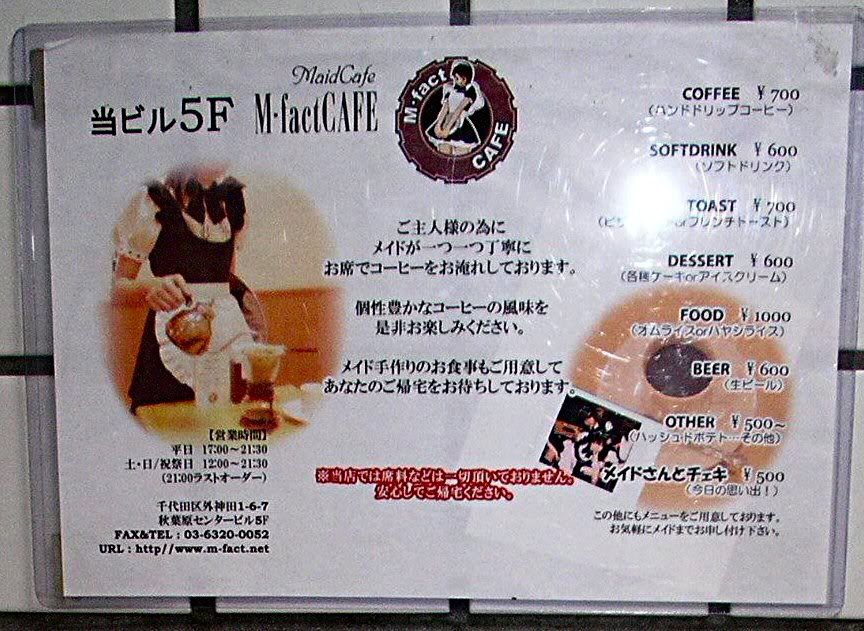 当ビル5F
MaidCafe
M・factCAFE
M・fact
CAFE
ご主人様の為に
メイドが一つ一つ丁寧に
お席でコーヒーをお淹れしております。
個性豊かなコーヒーの風味を
是非お楽しみください。
メイド手作りのお食事もご用意して
あなたのご帰宅をお待ちしております。
※当店では席料などは一切頂いておりません。
安心してご帰宅ください。
【営業時間】
平日 17:00～21:30
土・日/祝祭日 12:00～21:30
(21:00ラストオーダー)
千代田区外神田1-6-7
秋葉原センタービル5F
FAX&TEL : 03-6320-0052
URL : http//www.m-fact.net
COFFEE ¥700
(ハンドドリップコーヒー)
SOFTDRINK ¥600
(ソフトドリンク)
TOAST ¥700
orフレンチトースト)
DESSERT ¥600
(各種ケーキorアイスクリーム)
FOOD ¥1000
(オムライスorハヤシライス)
BEER ¥600
(生ビール)
OTHER ¥500～
(ハッシュドポテト…その他)
メイドさんとチェキ ¥500
(今日の思い出！)
この他にもメニューをご用意しております。
お気軽にメイドまでお申し付け下さい。